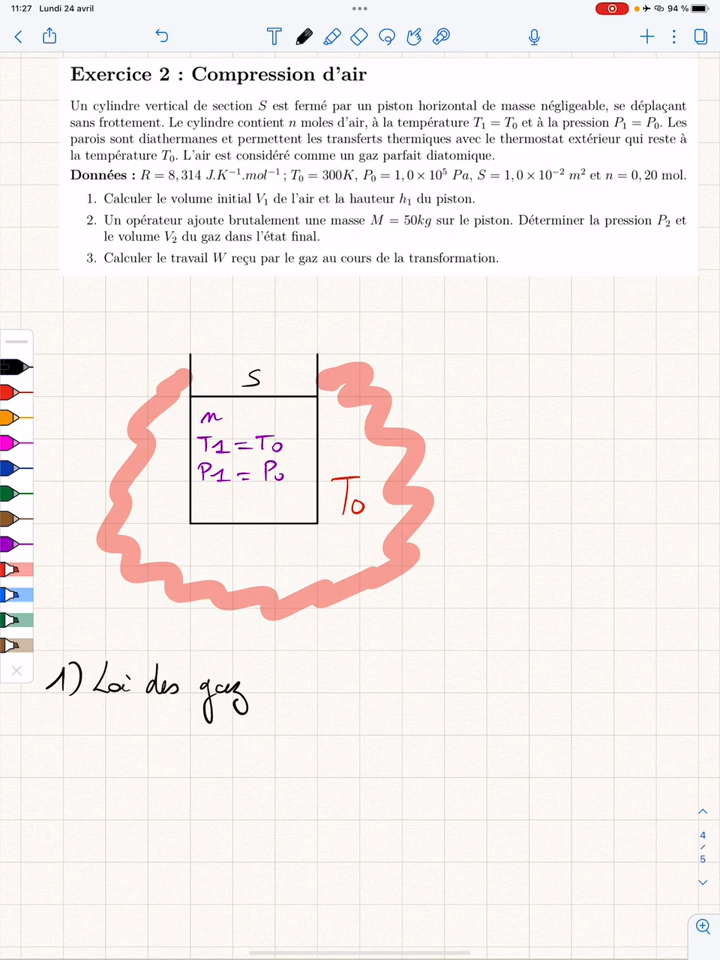 11:27 Lundi 24 avril
94 %
Exercice 2 : Compression d'air
Un cylindre vertical de section S est fermé par un piston horizontal de masse négligeable, se déplaçant
sans frottement. Le cylindre contient n moles d'air, à la température T₁ = T₀ et à la pression P₁ = P₀. Les
parois sont diathermanes et permettent les transferts thermiques avec le thermostat extérieur qui reste à
la température T₀. L'air est considéré comme un gaz parfait diatomique.
Données : R = 8, 314 J.K⁻¹.mol⁻¹ ; T₀ = 300K, P₀ = 1, 0 × 10⁵ Pa, S = 1, 0 × 10⁻² m² et n = 0, 20 mol.
1. Calculer le volume initial V₁ de l'air et la hauteur h₁ du piston.
2. Un opérateur ajoute brutalement une masse M = 50kg sur le piston. Déterminer la pression P₂ et
le volume V₂ du gaz dans l'état final.
3. Calculer le travail W reçu par le gaz au cours de la transformation.
S
n
T1 = T0
P1 = P0
T0
1) Loi des gaz
4
/
5